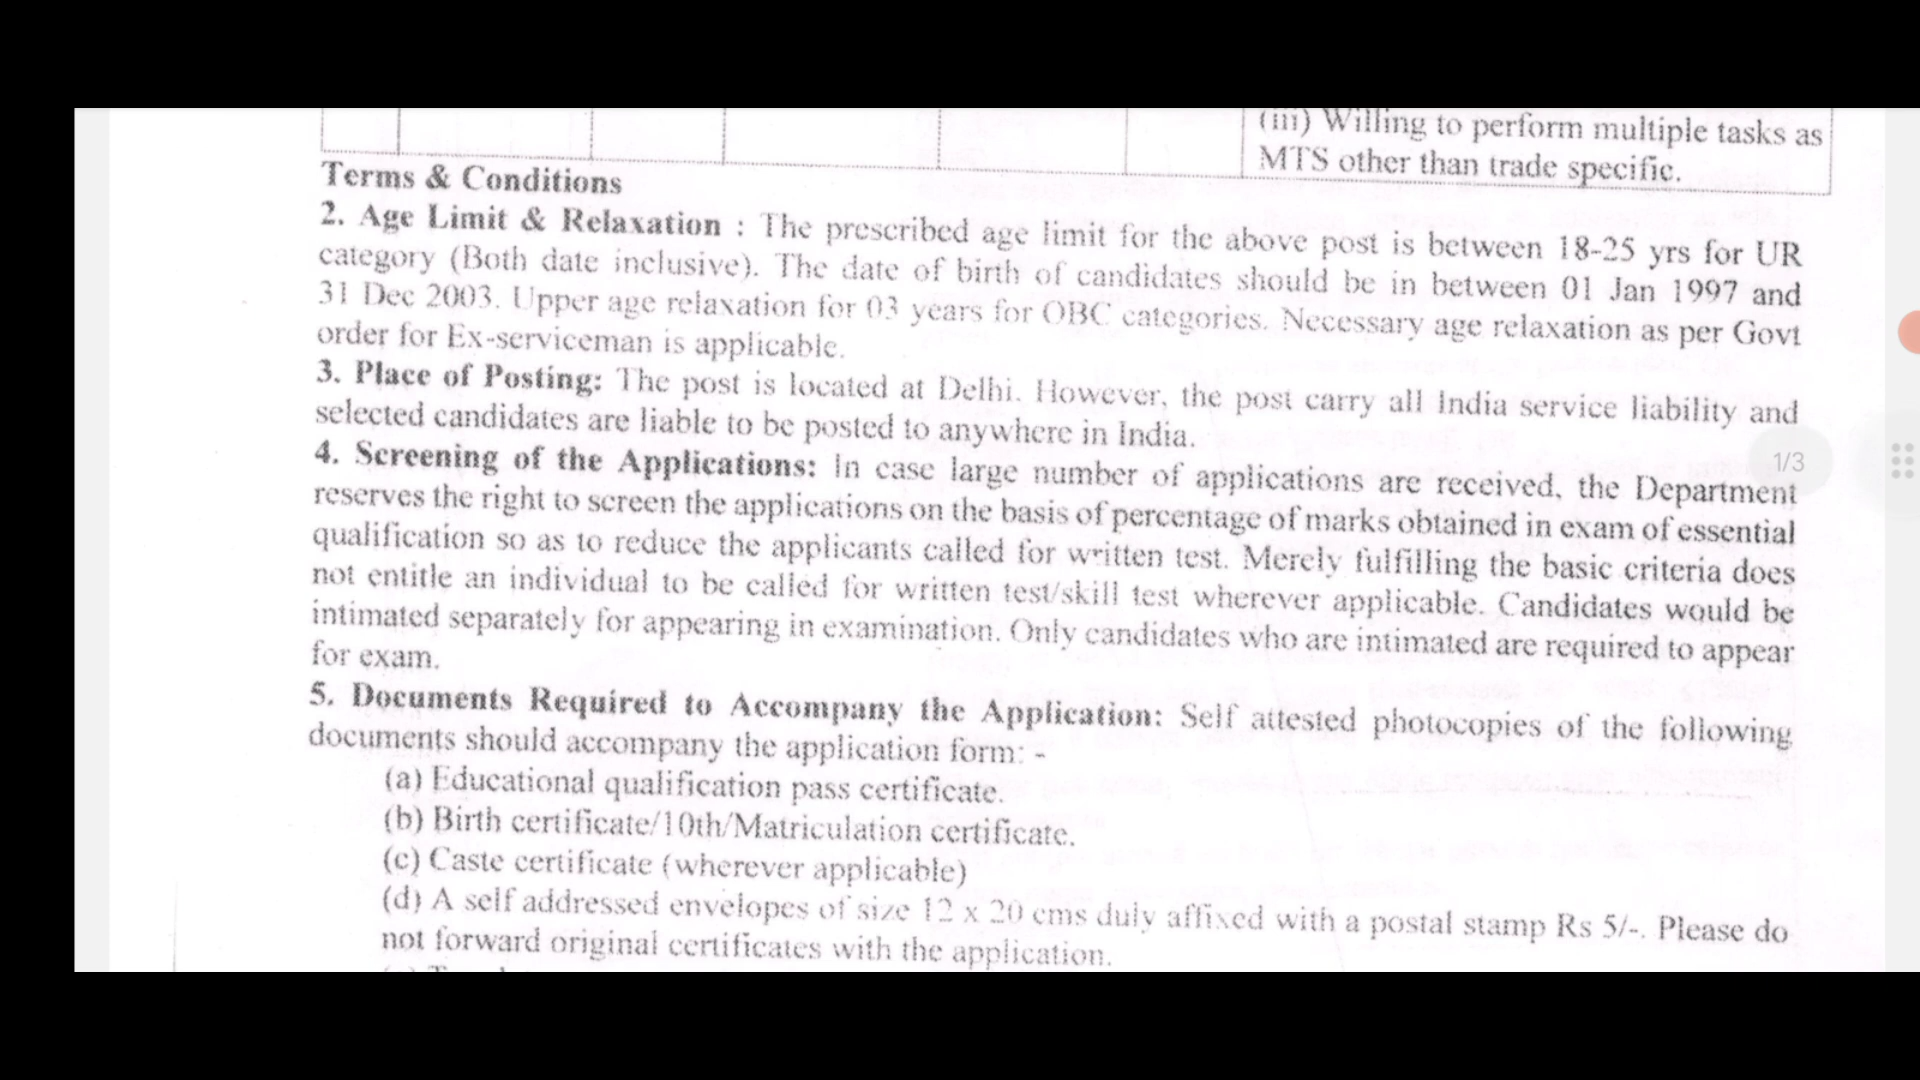 (iii) Willing to perform multiple tasks as
MTS other than trade specific.
Terms & Conditions
2. Age Limit & Relaxation : The prescribed age limit for the above post is between 18-25 yrs for UR
category (Both date inclusive). The date of birth of candidates should be in between 01 Jan 1997 and
31 Dec 2003. Upper age relaxation for 03 years for OBC categories. Necessary age relaxation as per Govt
order for Ex-serviceman is applicable.
3. Place of Posting: The post is located at Delhi. However, the post carry all India service liability and
selected candidates are liable to be posted to anywhere in India.
4. Screening of the Applications: In case large number of applications are received, the Department
reserves the right to screen the applications on the basis of percentage of marks obtained in exam of essential
qualification so as to reduce the applicants called for written test. Merely fulfilling the basic criteria does
not entitle an individual to be called for written test/skill test wherever applicable. Candidates would be
intimated separately for appearing in examination. Only candidates who are intimated are required to appear
for exam.
5. Documents Required to Accompany the Application: Self attested photocopies of the following
documents should accompany the application form: -
(a) Educational qualification pass certificate.
(b) Birth certificate/10th/Matriculation certificate.
(c) Caste certificate (wherever applicable)
(d) A self addressed envelopes of size 12 x 20 cms duly affixed with a postal stamp Rs 5/-. Please do
not forward original certificates with the application.
1/3